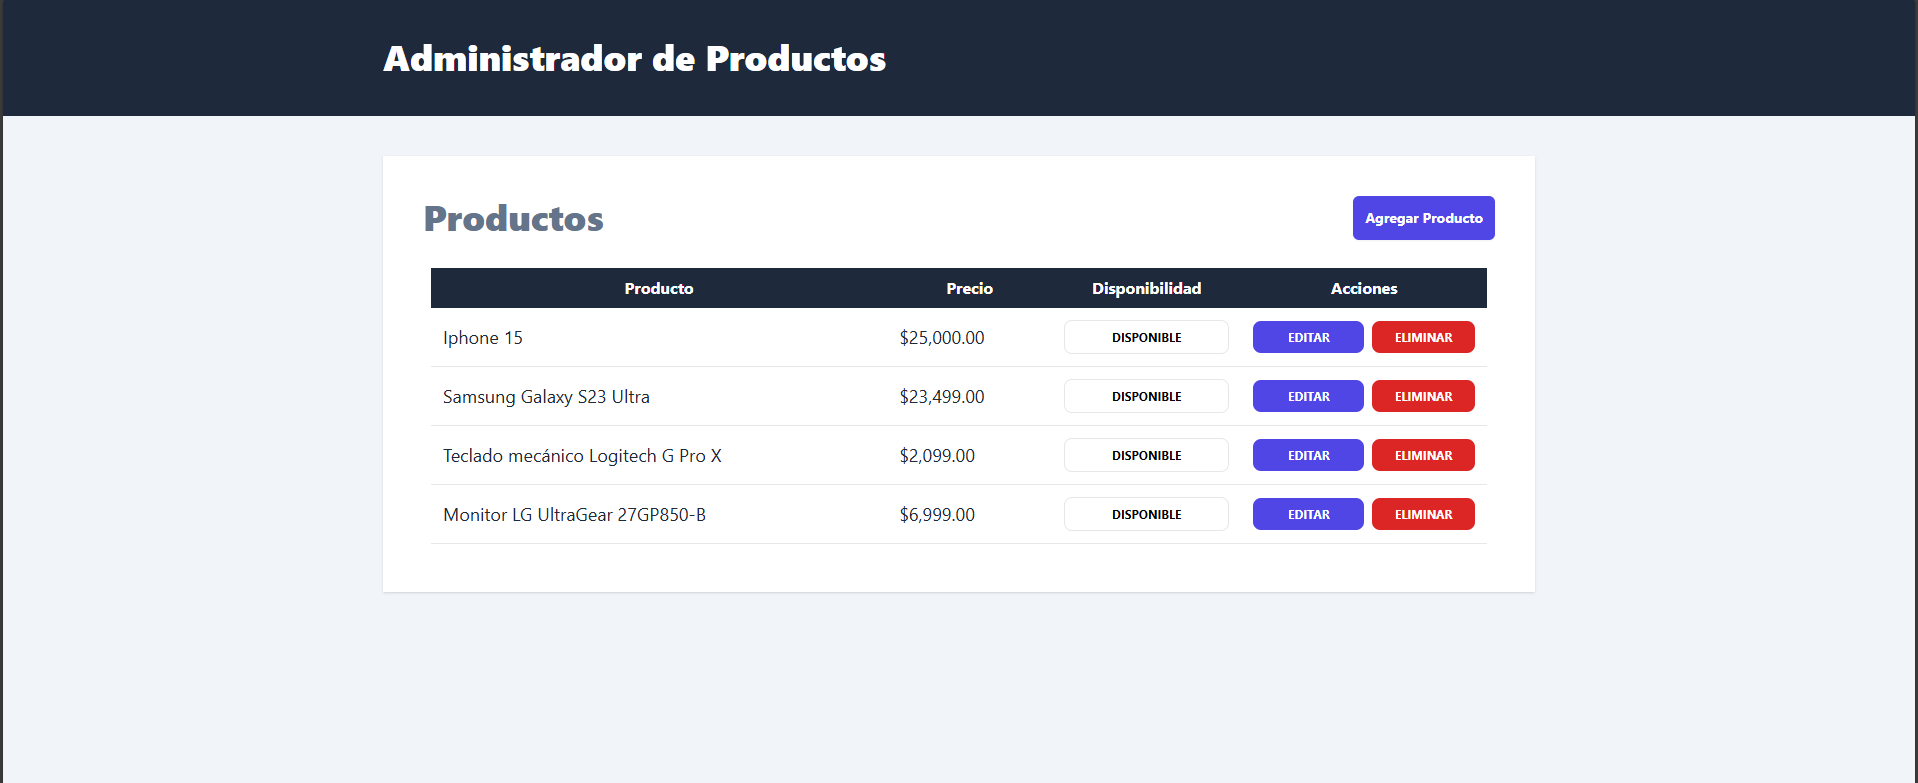 Administrador de Productos
Productos
Agregar Producto
Producto Precio Disponibilidad Acciones
Iphone 15 $25,000.00 DISPONIBLE EDITAR ELIMINAR
Samsung Galaxy S23 Ultra $23,499.00 DISPONIBLE EDITAR ELIMINAR
Teclado mecánico Logitech G Pro X $2,099.00 DISPONIBLE EDITAR ELIMINAR
Monitor LG UltraGear 27GP850-B $6,999.00 DISPONIBLE EDITAR ELIMINAR